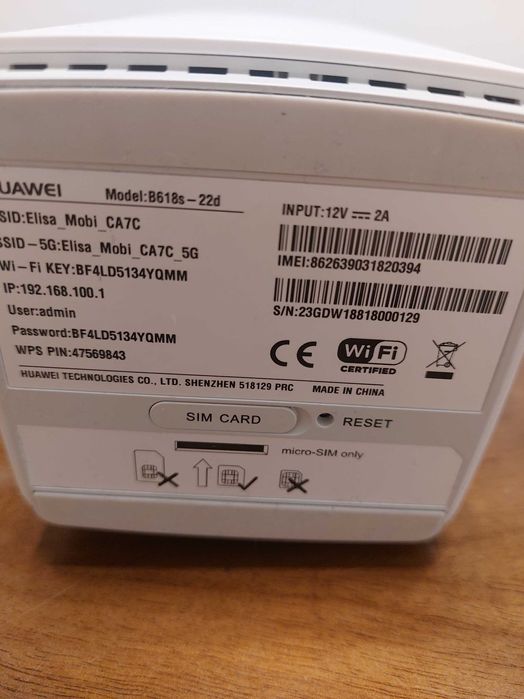 UAWEI Model:B618s-22d
SSID:Elisa_Mobi_CA7C
SSID-5G:Elisa_Mobi_CA7C_5G
Wi-Fi KEY:BF4LD5134YQMM
IP:192.168.100.1
User:admin
Password:BF4LD5134YQMM
WPS PIN:47569843
HUAWEI TECHNOLOGIES CO., LTD. SHENZHEN 518129 PRC
INPUT:12V ⎓ 2A
IMEI:862639031820394
S/N:23GDW18818000129
CE
WiFi
CERTIFIED
MADE IN CHINA
SIM CARD
RESET
micro-SIM only